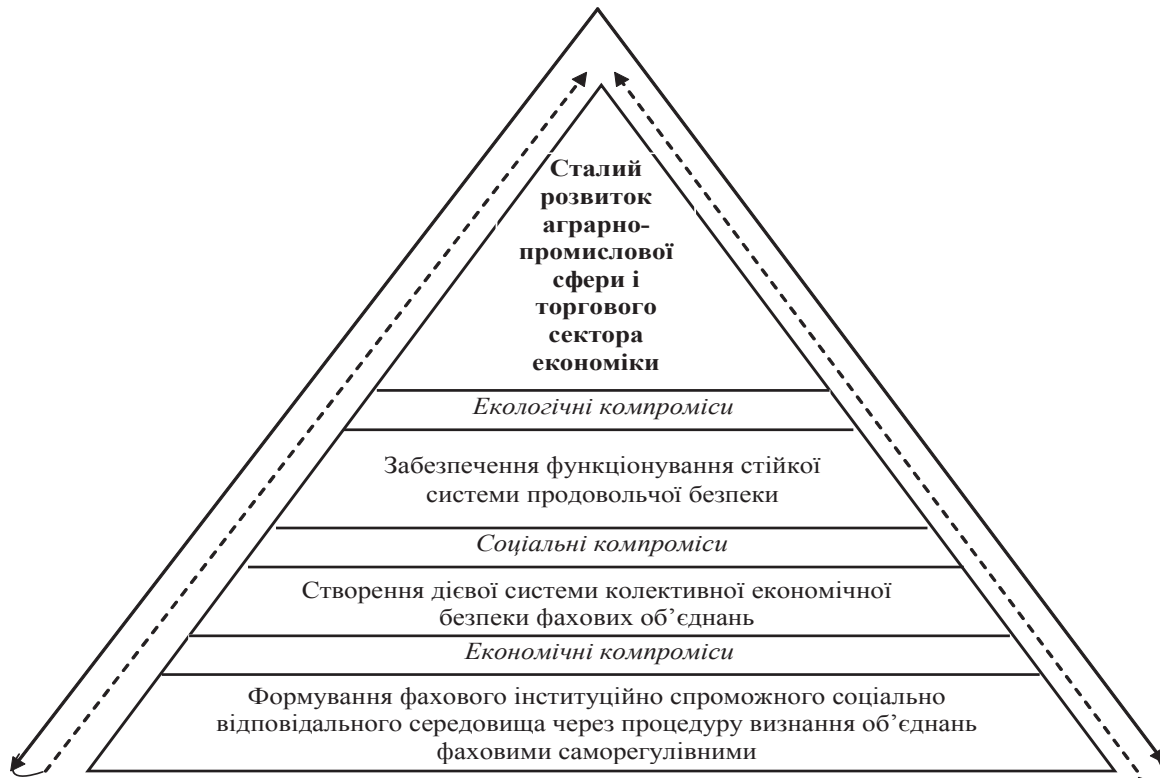 Сталий
розвиток
аграрно-
промислової
сфери і
торгового
сектора
економіки
Екологічні компроміси
Забезпечення функціонування стійкої
системи продовольчої безпеки
Соціальні компроміси
Створення дієвої системи колективної економічної
безпеки фахових об’єднань
Економічні компроміси
Формування фахового інституційно спроможного соціально
відповідального середовища через процедуру визнання об’єднань
фаховими саморегулівними